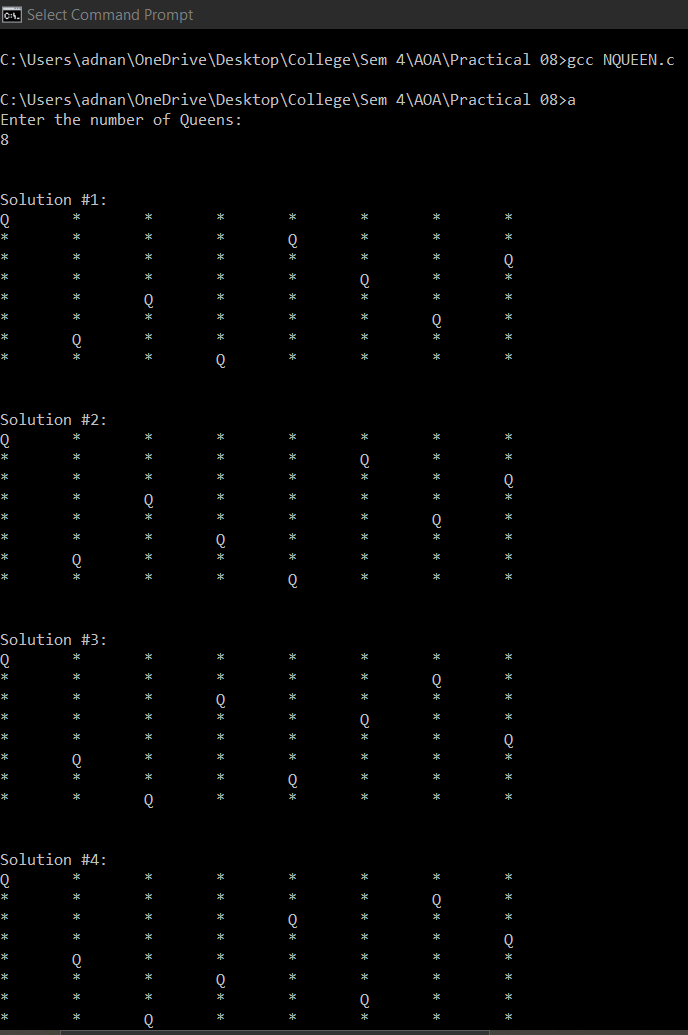 Select Command Prompt
C:\Users\adnan\OneDrive\Desktop\College\Sem 4\AOA\Practical 08>gcc NQUEEN.c
C:\Users\adnan\OneDrive\Desktop\College\Sem 4\AOA\Practical 08>a
Enter the number of Queens:
8
Solution #1:
Q * * * * * * *
* * * * Q * * *
* * * * * * * Q
* * * * * Q * *
* * Q * * * * *
* * * * * * Q *
* Q * * * * * *
* * * Q * * * *
Solution #2:
Q * * * * * * *
* * * * * Q * *
* * * * * * * Q
* * Q * * * * *
* * * * * * Q *
* * * Q * * * *
* Q * * * * * *
* * * * Q * * *
Solution #3:
Q * * * * * * *
* * * * * * Q *
* * * Q * * * *
* * * * * Q * *
* * * * * * * Q
* Q * * * * * *
* * * * Q * * *
* * Q * * * * *
Solution #4:
Q * * * * * * *
* * * * * * Q *
* * * * Q * * *
* * * * * * * Q
* Q * * * * * *
* * * Q * * * *
* * * * * Q * *
* * Q * * * * *